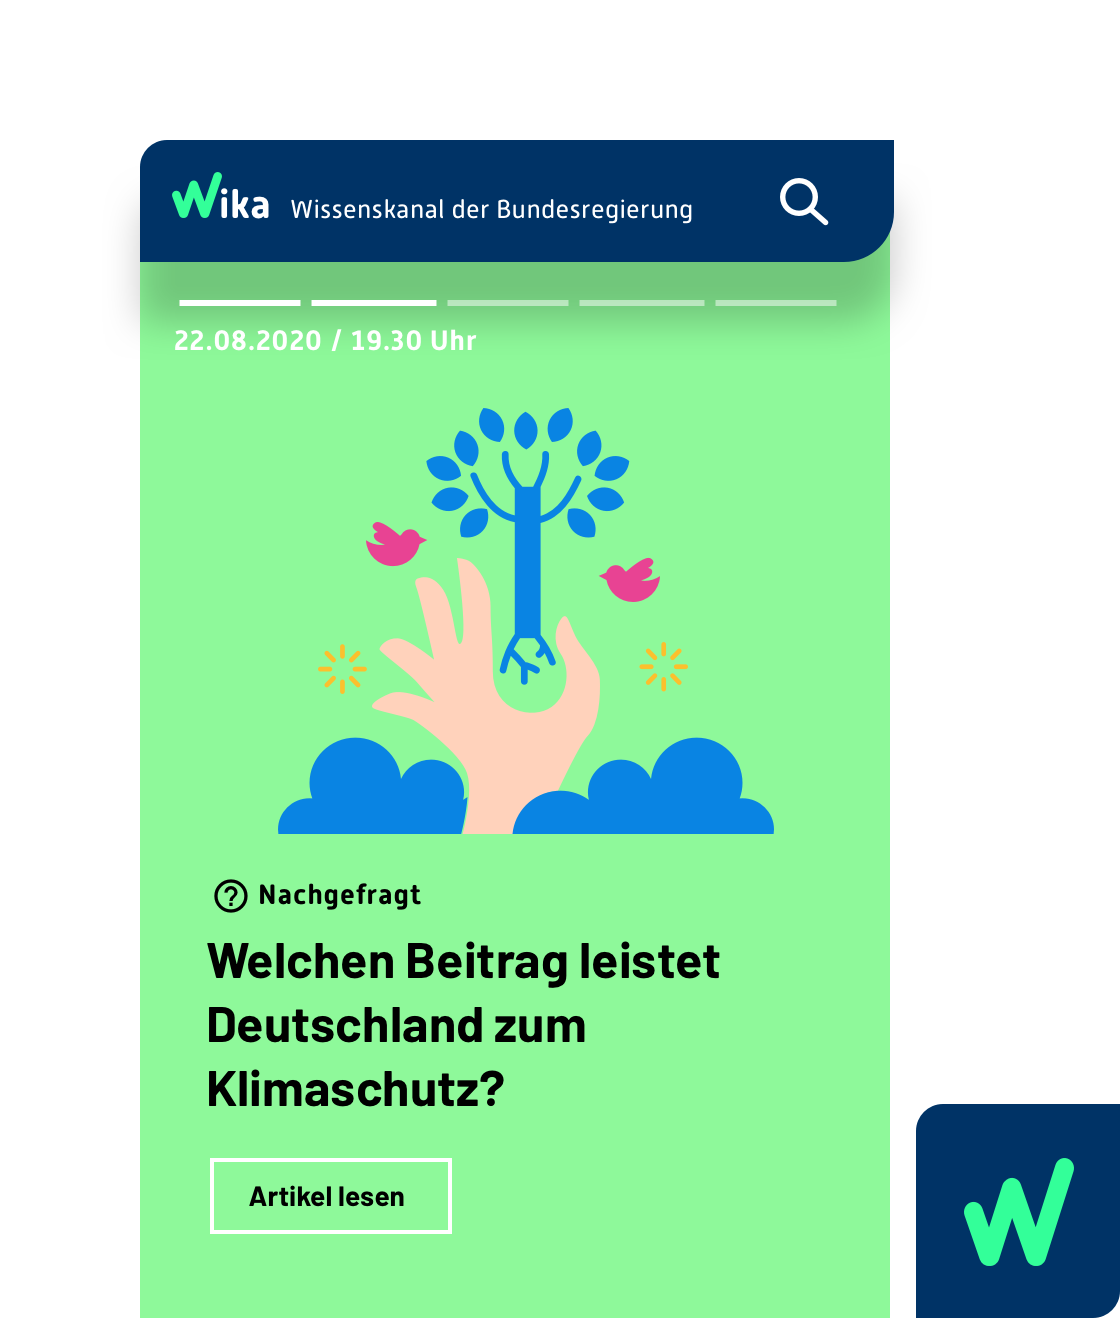 Wika Wissenskanal der Bundesregierung
22.08.2020 / 19.30 Uhr
Nachgefragt
Welchen Beitrag leistet
Deutschland zum
Klimaschutz?
Artikel lesen
W